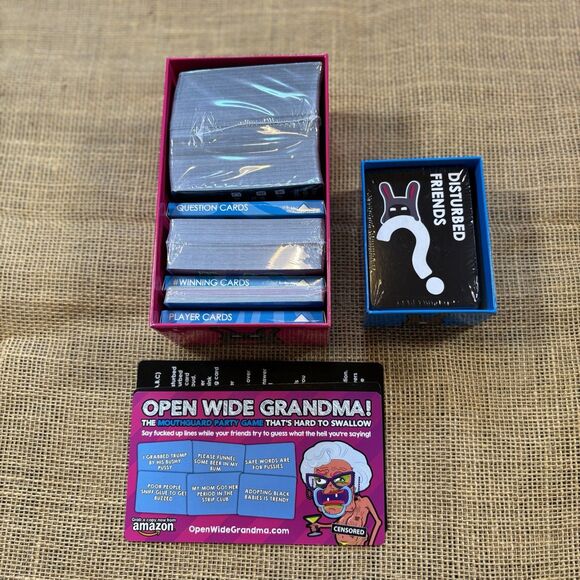 QUESTION CARDS
#WINNING CARDS
PLAYER CARDS
DISTURBED
FRIENDS
?
OPEN WIDE GRANDMA!
THE MOUTHGUARD PARTY GAME THAT'S HARD TO SWALLOW
Say fucked up lines while your friends try to guess what the hell you're saying!
I GRABBED TRUMP
BY HIS BUSHY
PUSSY
PLEASE FUNNEL
SOME BEER IN MY
BUM
SAFE WORDS ARE
FOR PUSSIES
POOR PEOPLE
SNIFF GLUE TO GET
BUZZED
MY MOM GOT HER
PERIOD IN THE
STRIP CLUB
ADOPTING BLACK
BABIES IS TRENDY
CENSORED
Grab a copy now from
amazon
OpenWideGrandma.com